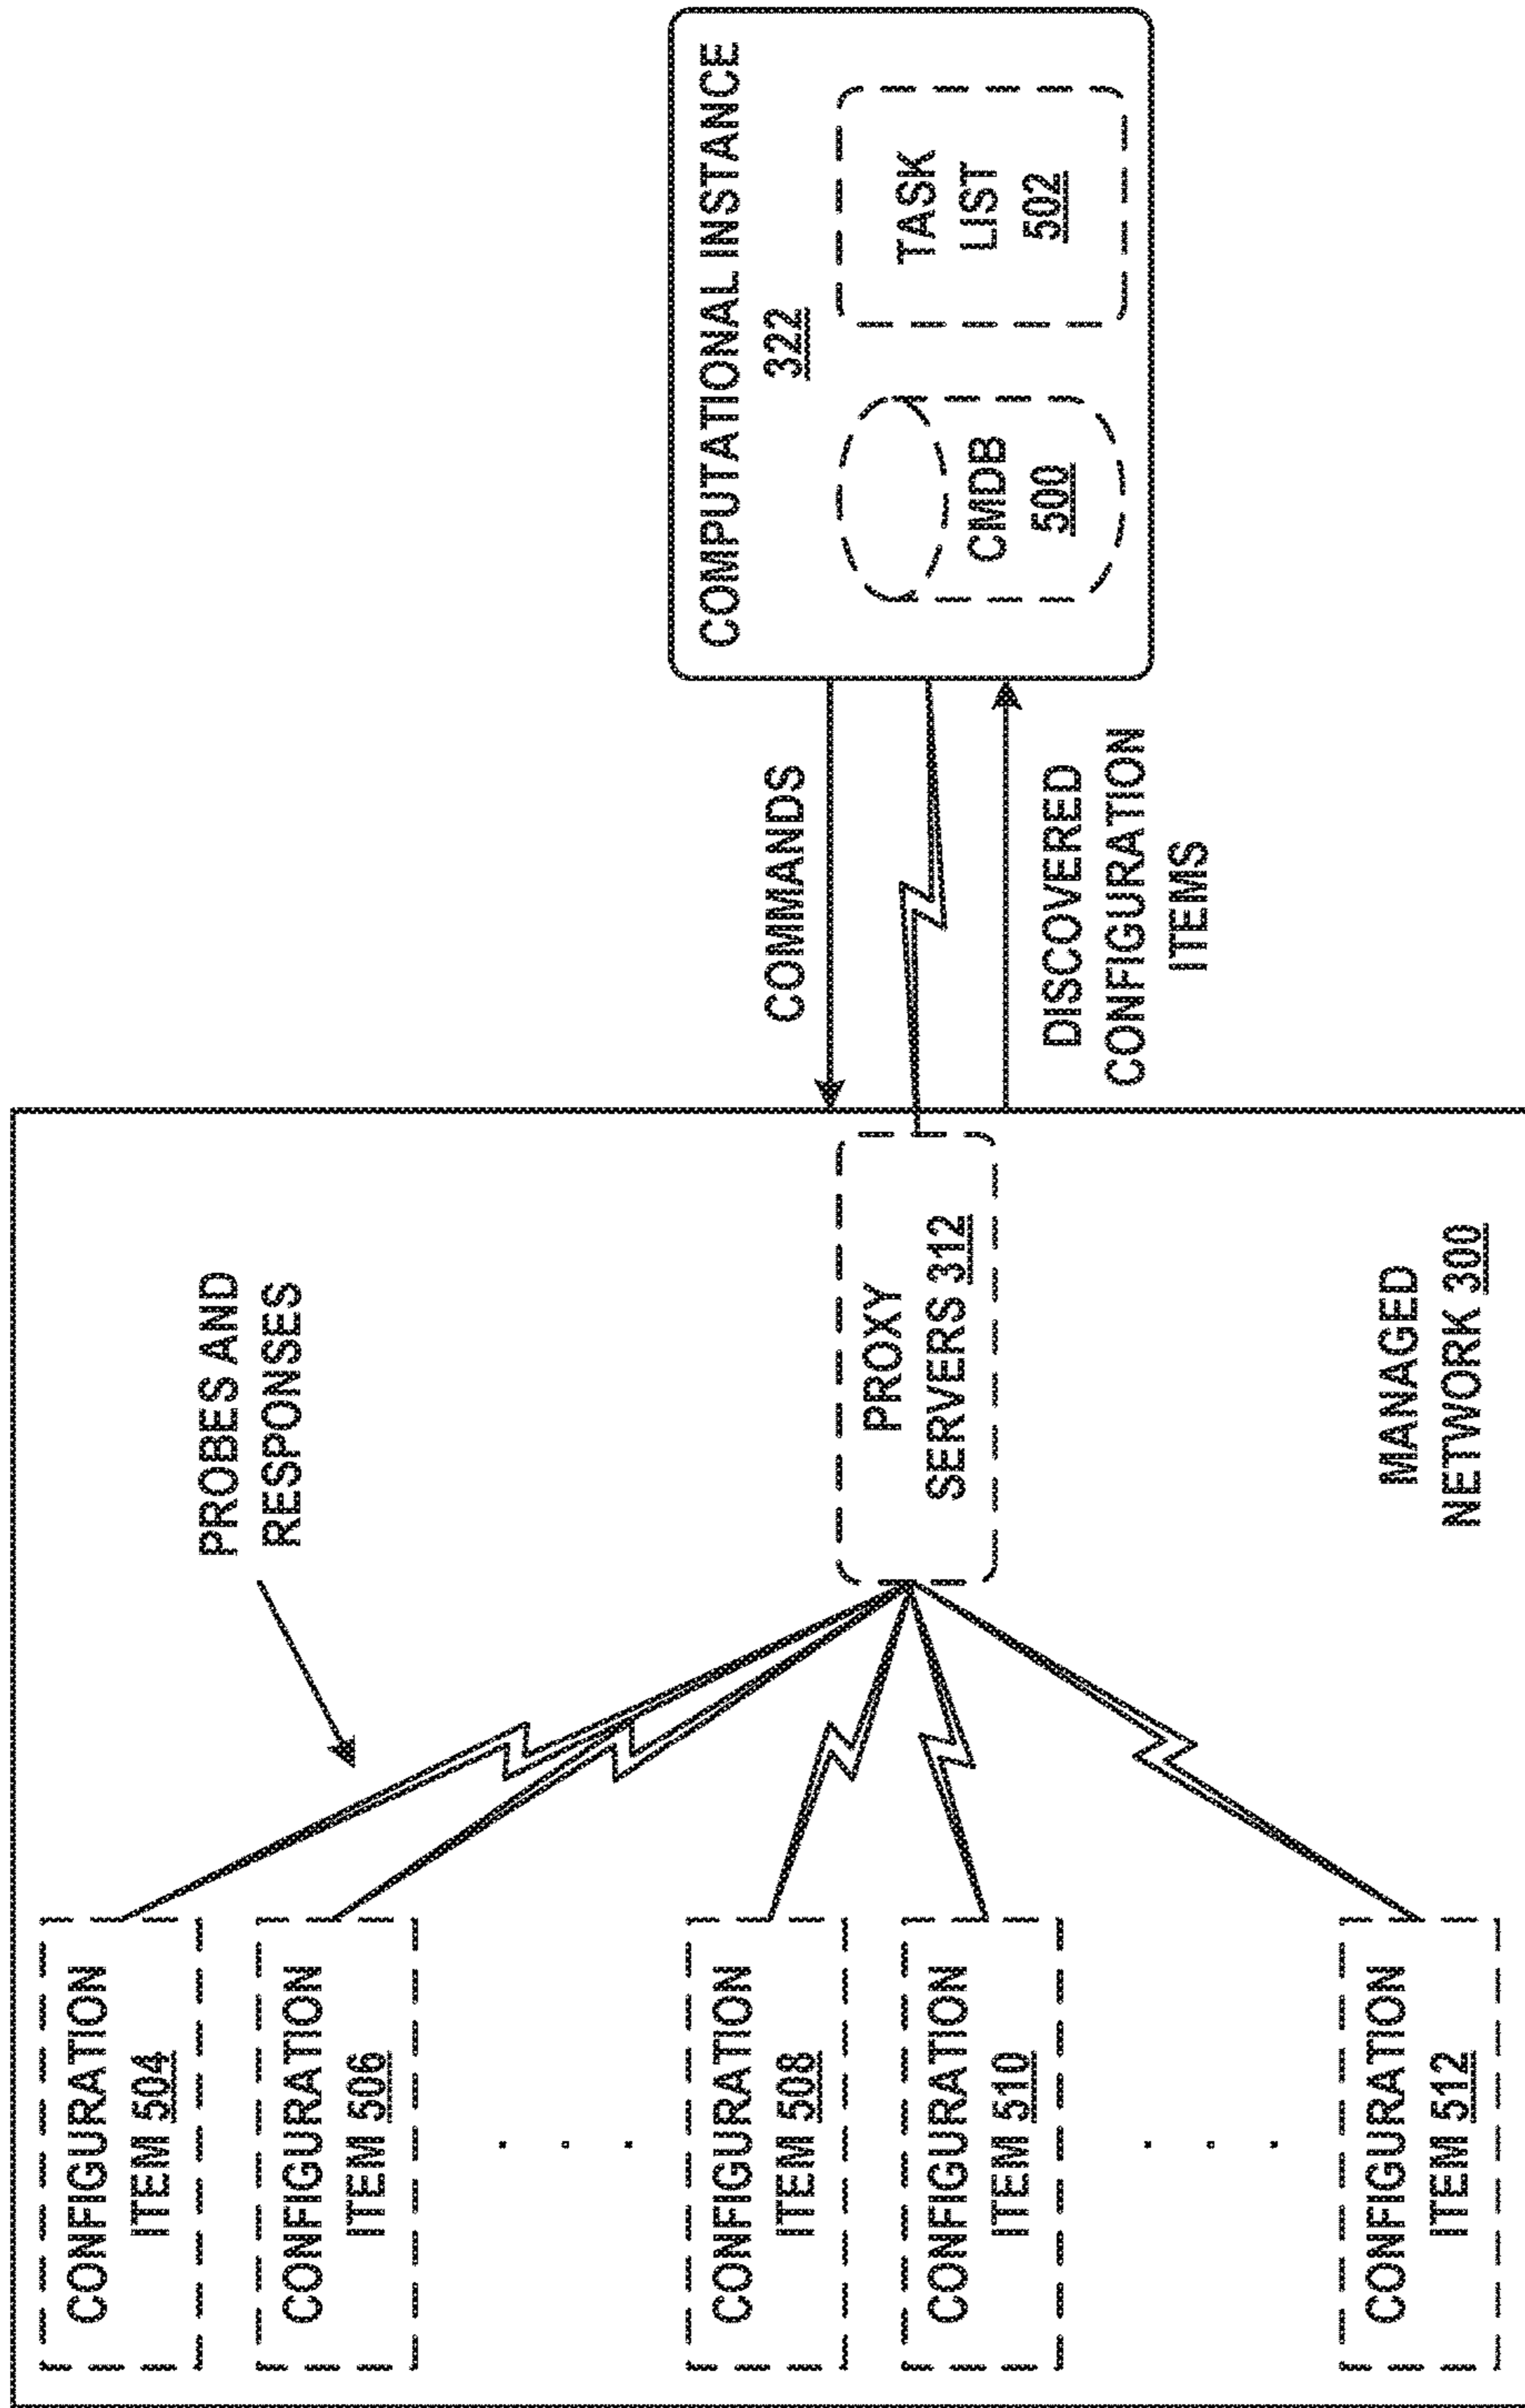 COMPUTATIONAL INSTANCE
322
CMDB
500
TASK
LIST
502
COMMANDS
DISCOVERED
CONFIGURATION
ITEMS
PROBES AND
RESPONSES
PROXY
SERVERS 312
MANAGED
NETWORK 300
CONFIGURATION
ITEM 504
CONFIGURATION
ITEM 506
CONFIGURATION
ITEM 508
CONFIGURATION
ITEM 510
CONFIGURATION
ITEM 512